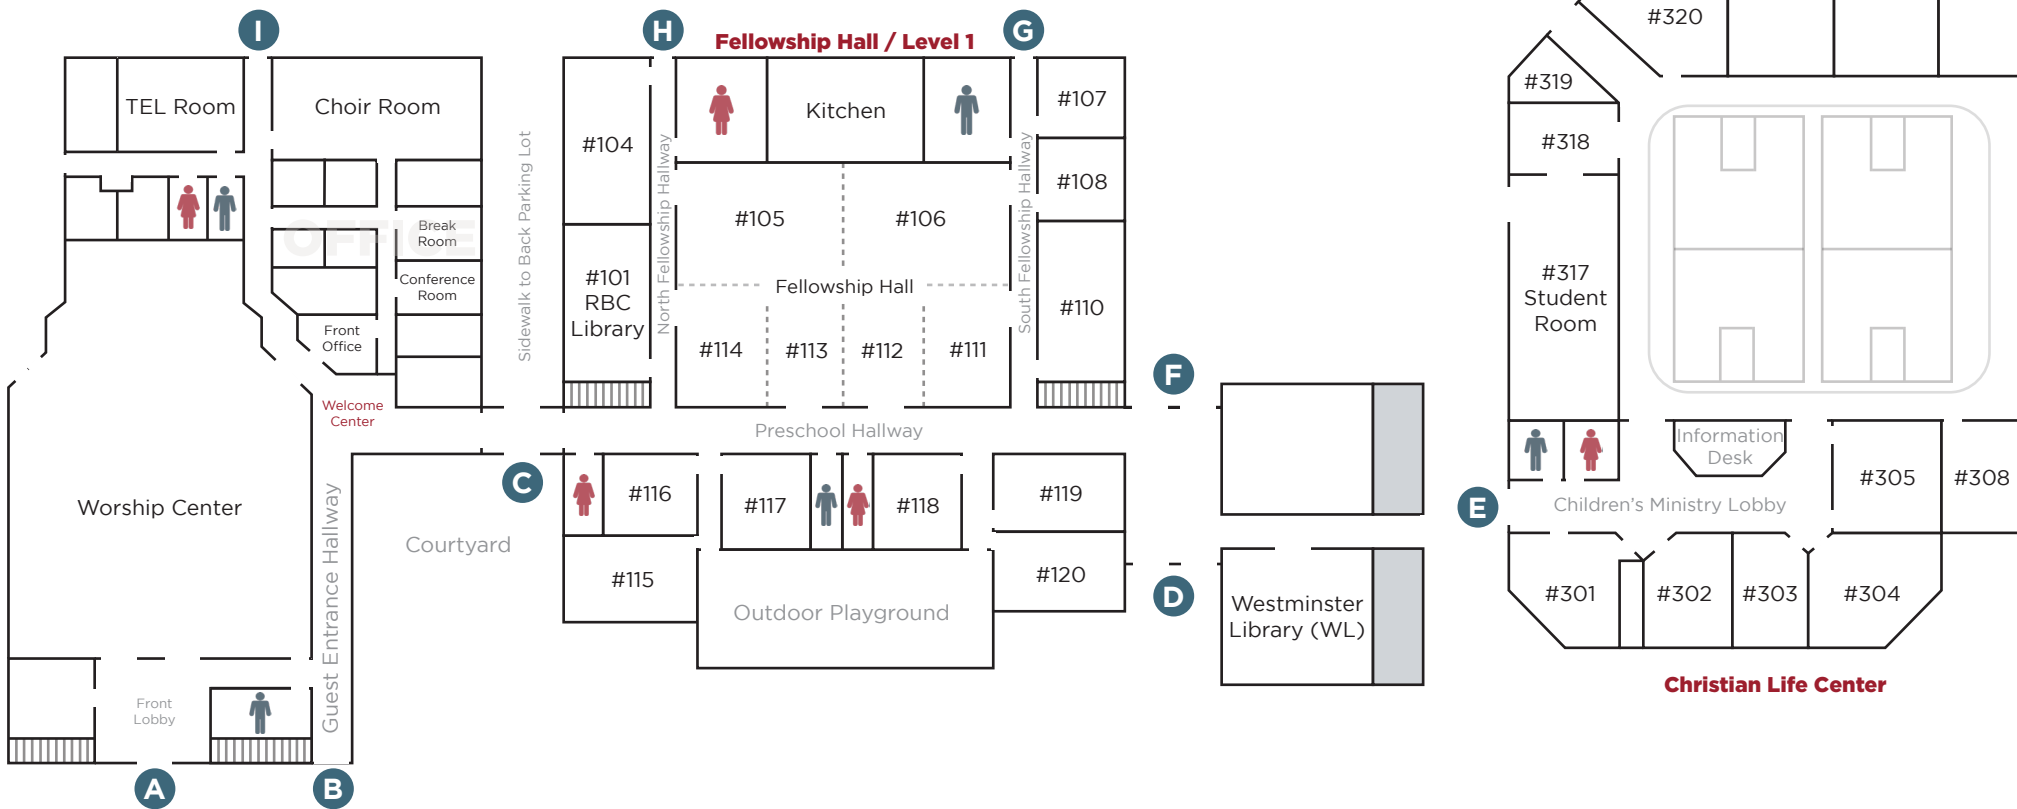 I
H
G
Fellowship Hall / Level 1
#320
TEL Room
Choir Room
Kitchen
#107
#319
#104
#318
#108
Sidewalk to Back Parking Lot
North Fellowship Hallway
South Fellowship Hallway
#105
#106
OFFICE
Break
Room
Conference
Room
#101
RBC
Library
Fellowship Hall
#110
#317
Student
Room
Front
Office
#114
#113
#112
#111
F
Welcome
Center
Preschool Hallway
Information
Desk
C
#116
#117
#118
#119
#305
#308
E
Children's Ministry Lobby
Worship Center
Guest Entrance Hallway
Courtyard
#115
#120
D
Outdoor Playground
Westminster
Library (WL)
#301
#302
#303
#304
Christian Life Center
Front
Lobby
A
B